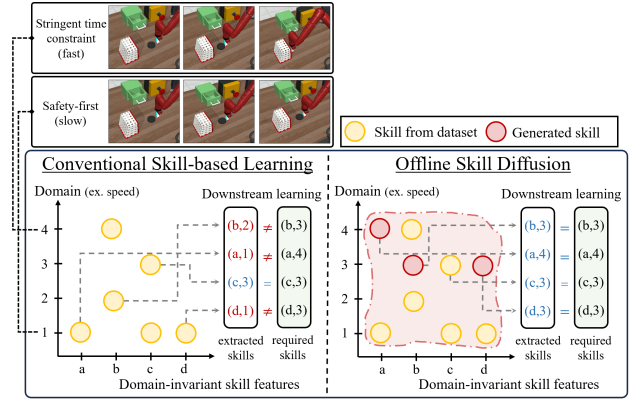 Stringent time
constraint
(fast)
Safety-first
(slow)
Skill from dataset
Generated skill
Conventional Skill-based Learning
Domain (ex. speed)
Downstream learning
4
3
2
1
a
b
c
d
(b,2) ≠ (b,3)
(a,1) ≠ (a,4)
(c,3) = (c,3)
(d,1) ≠ (d,3)
extracted
skills
required
skills
Domain-invariant skill features
Offline Skill Diffusion
Domain (ex. speed)
Downstream learning
4
3
2
1
a
b
c
d
(b,3) = (b,3)
(a,4) = (a,4)
(c,3) = (c,3)
(d,3) = (d,3)
extracted
skills
required
skills
Domain-invariant skill features